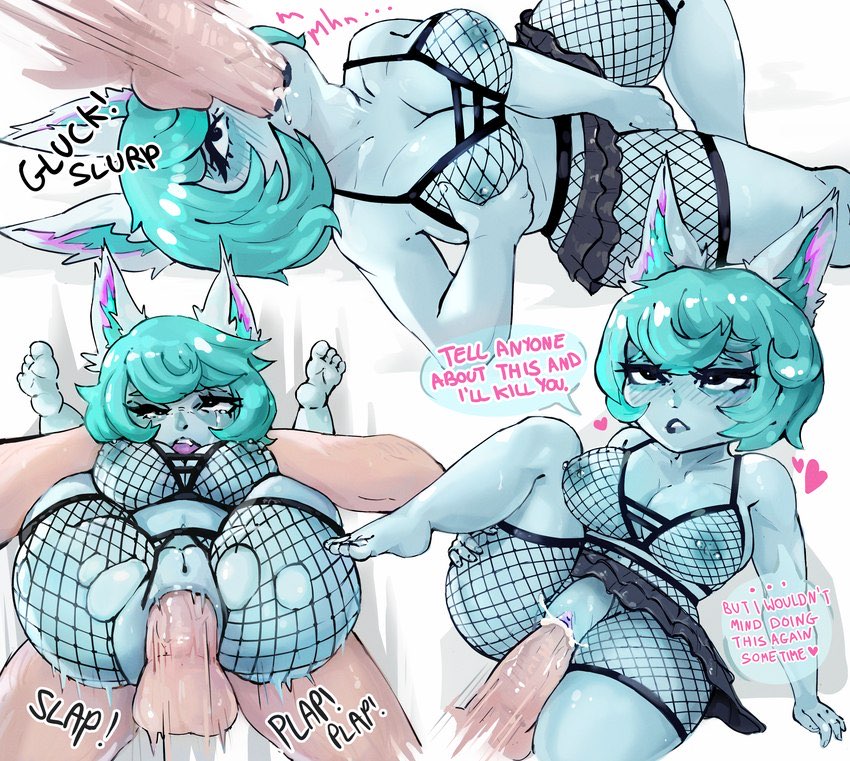 m
mhn...
GLUCK!
SLURP
TELL ANYONE
ABOUT THIS AND
I'LL KILL YOU.
...
BUT i WOULDN'T
MIND DOING
THIS AGAIN
SOMETIME♥
SLAP!
PLAP!
PLAP!